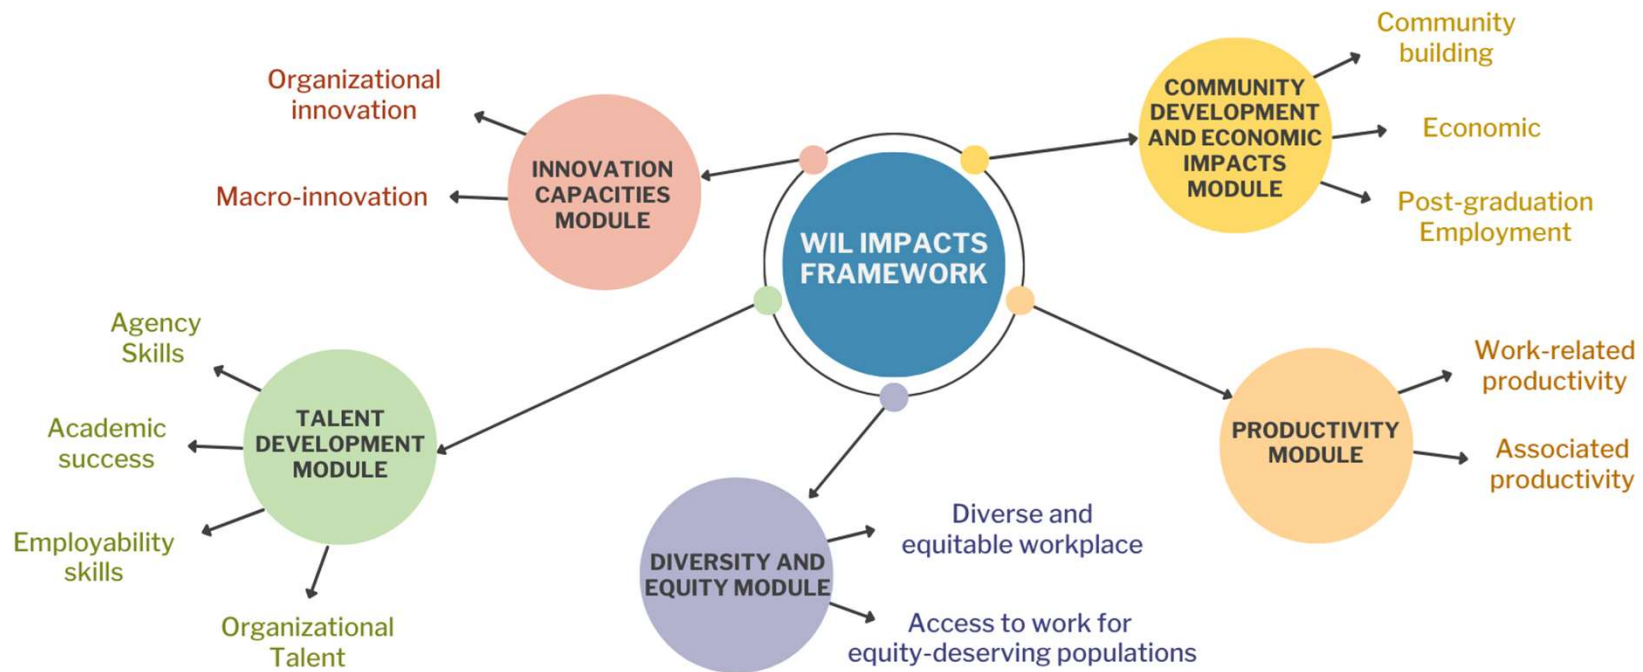 WIL IMPACTS
FRAMEWORK
INNOVATION
CAPACITIES
MODULE
Organizational
innovation
Macro-innovation
COMMUNITY
DEVELOPMENT
AND ECONOMIC
IMPACTS
MODULE
Community
building
Economic
Post-graduation
Employment
TALENT
DEVELOPMENT
MODULE
Agency
Skills
Academic
success
Employability
skills
Organizational
Talent
DIVERSITY AND
EQUITY MODULE
Diverse and
equitable workplace
Access to work for
equity-deserving populations
PRODUCTIVITY
MODULE
Work-related
productivity
Associated
productivity